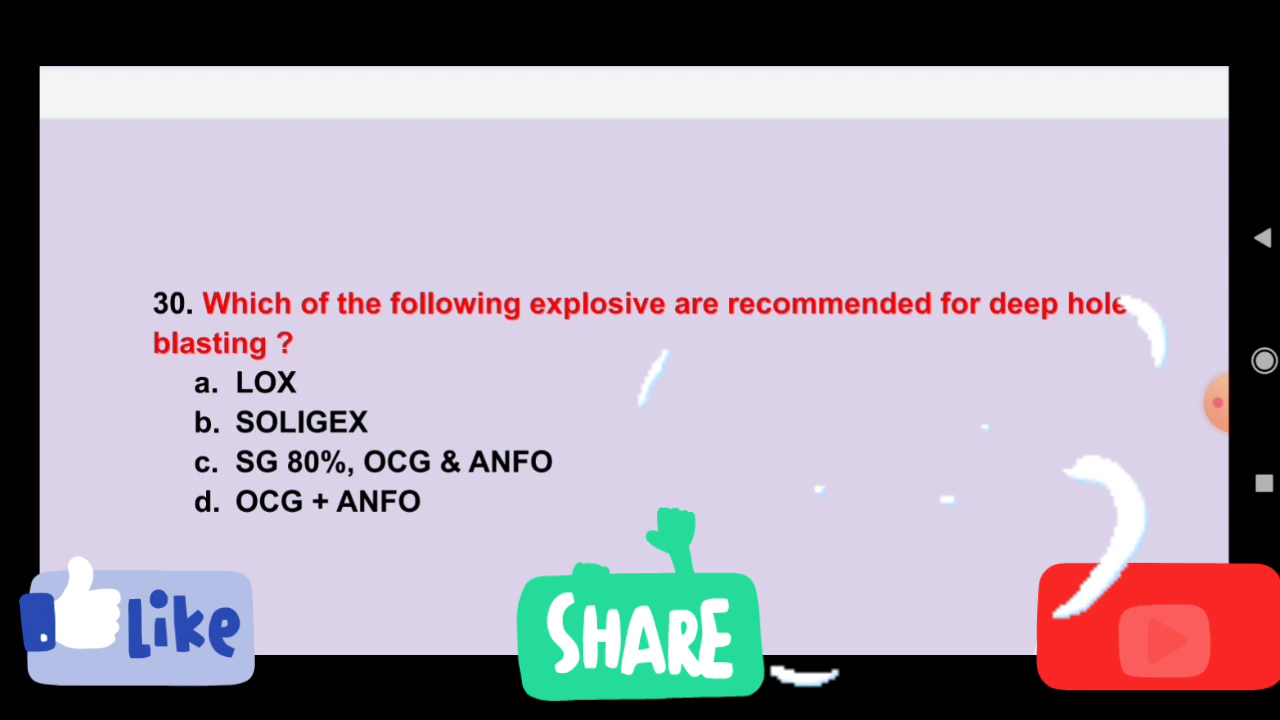 30. Which of the following explosive are recommended for deep hole
blasting ?
a. LOX
b. SOLIGEX
c. SG 80%, OCG & ANFO
d. OCG + ANFO
Like
SHARE